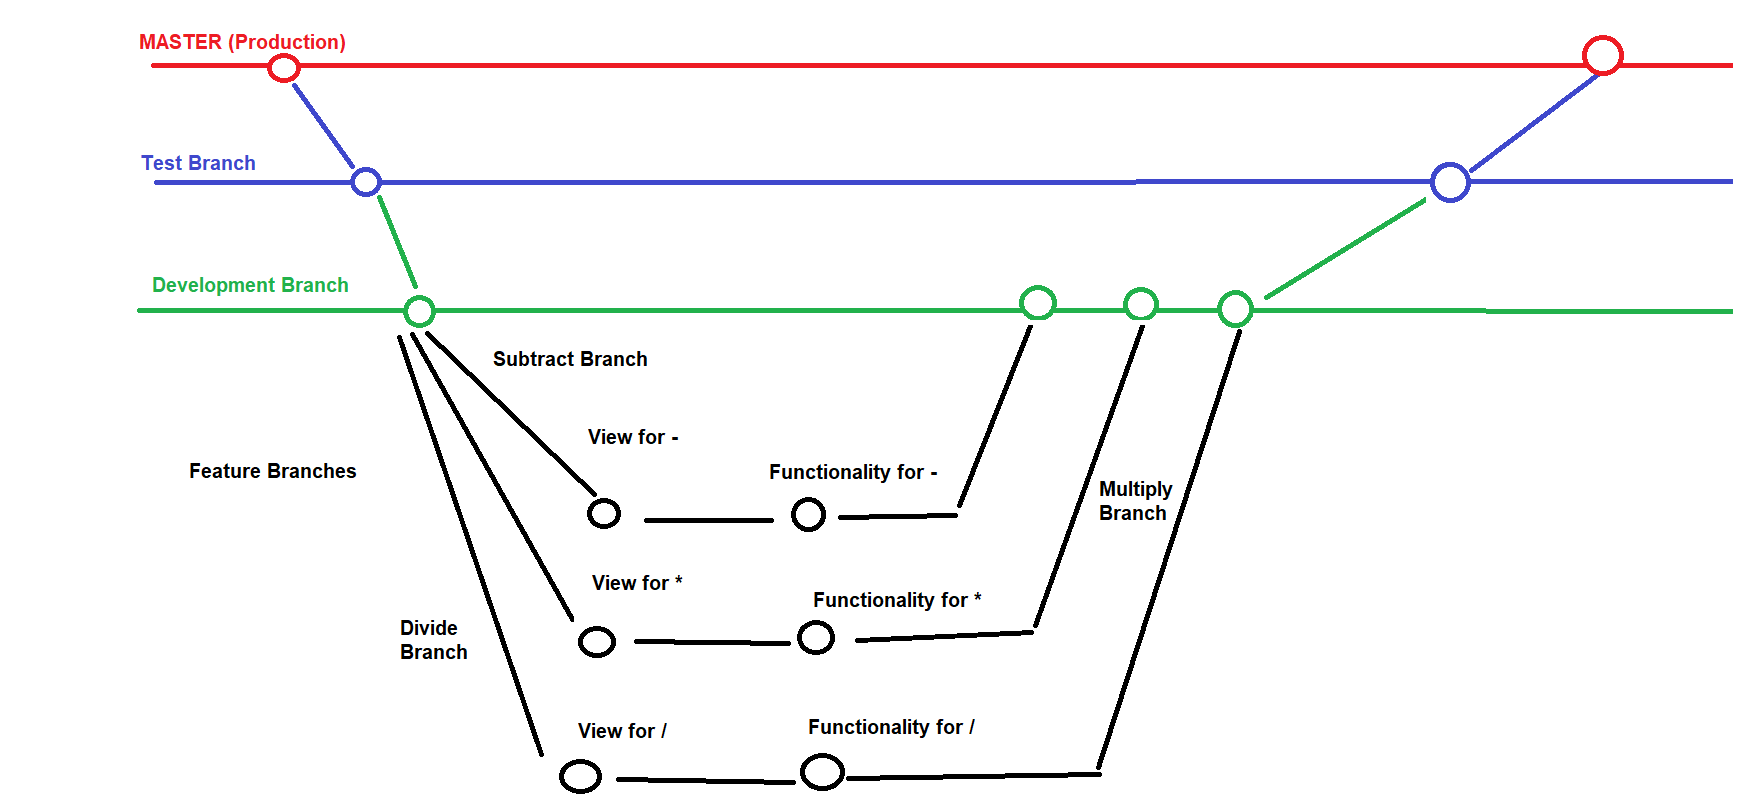 MASTER (Production)
Test Branch
Development Branch
Subtract Branch
View for -
Feature Branches
Functionality for -
Multiply
Branch
View for *
Functionality for *
Divide
Branch
View for /
Functionality for /